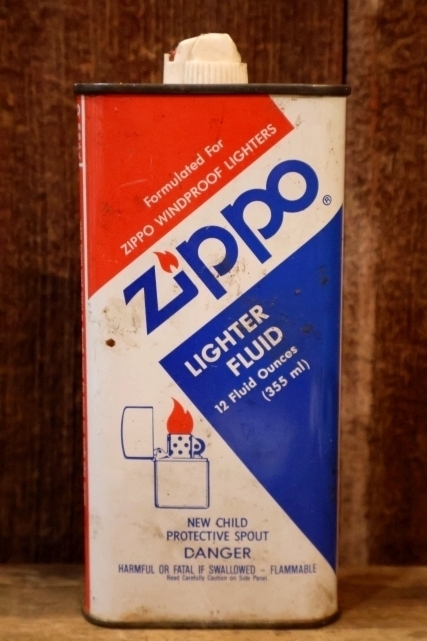 Formulated For
ZIPPO WINDPROOF LIGHTERS
zippo®
LIGHTER
FLUID
12 Fluid Ounces
(355 ml)
NEW CHILD
PROTECTIVE SPOUT
DANGER
HARMFUL OR FATAL IF SWALLOWED - FLAMMABLE
Read Carefully Caution on Side Panel